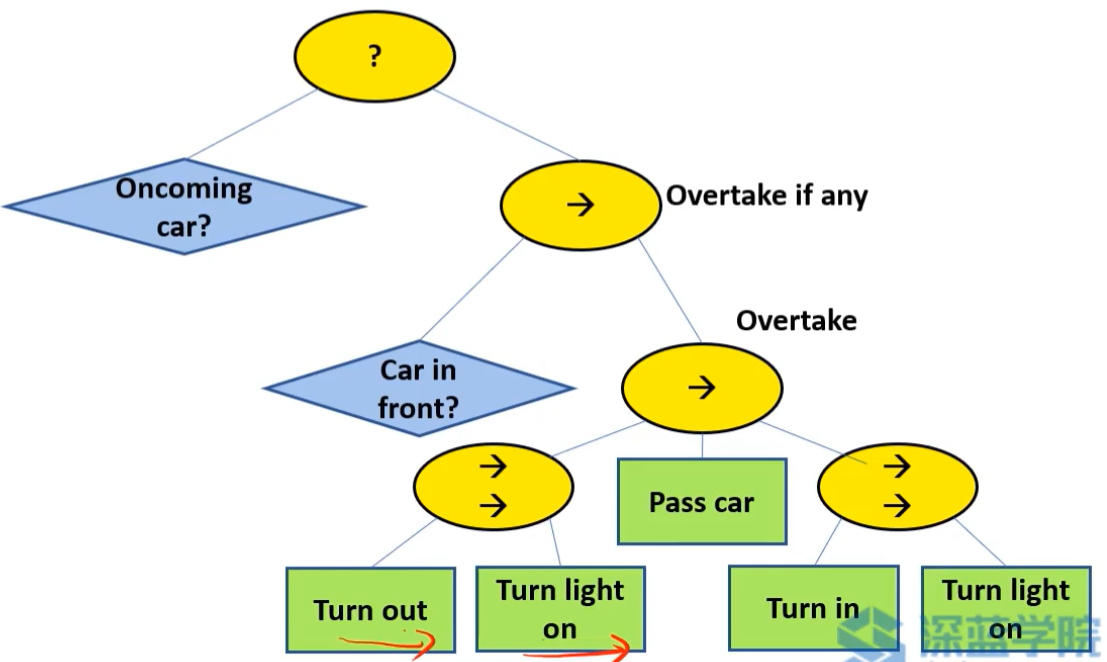 ?
Oncoming
car?
→
Overtake if any
Overtake
Car in
front?
→
→
→
Pass car
→
→
Turn out
Turn light
on
Turn in
Turn light
on
深蓝学院